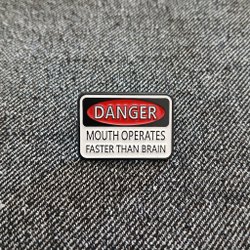 DANGER
MOUTH OPERATES
FASTER THAN BRAIN